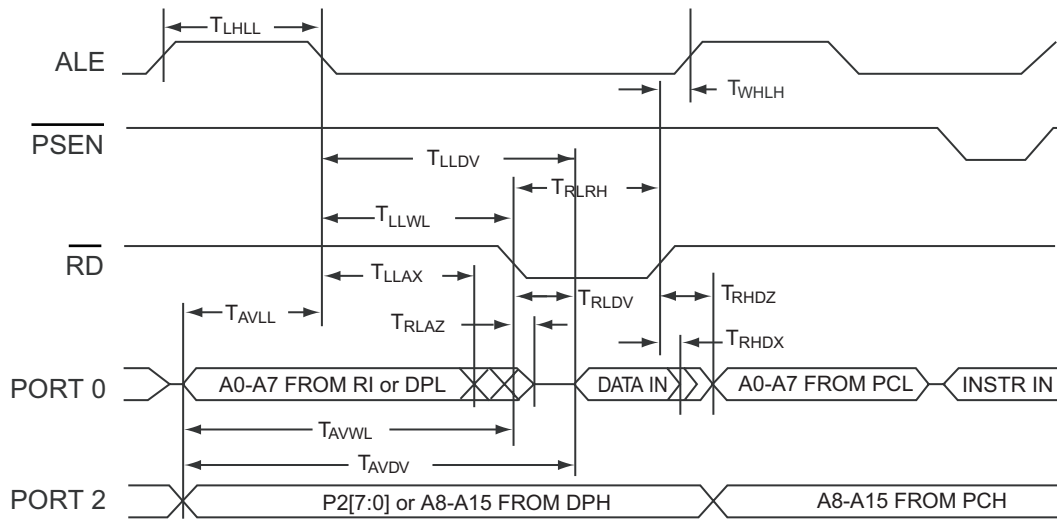 TLHLL
ALE
TWHLH
PSEN
TLLDV
TRLRH
TLLWL
RD
TLLAX
TRLDV
TRHDZ
TAVLL
TRLAZ
TRHDX
PORT 0
A0-A7 FROM RI or DPL
DATA IN
A0-A7 FROM PCL
INSTR IN
TAVWL
TAVDV
PORT 2
P2[7:0] or A8-A15 FROM DPH
A8-A15 FROM PCH